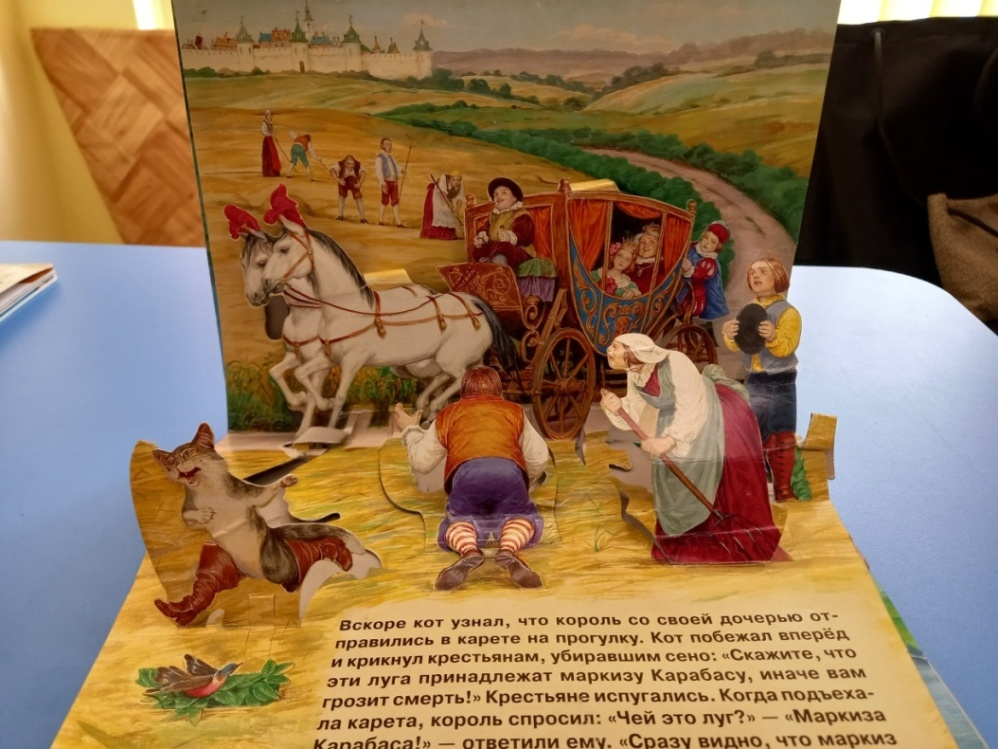 Вскоре кот узнал, что король со своей дочерью от-
правились в карете на прогулку. Кот побежал вперёд
и крикнул крестьянам, убиравшим сено: «Скажите, что
эти луга принадлежат маркизу Карабасу, иначе вам
грозит смерть!» Крестьяне испугались. Когда подъеха-
ла карета, король спросил: «Чей это луг?» — «Маркиза
Карабаса!» — ответили ему. «Сразу видно, что маркиз